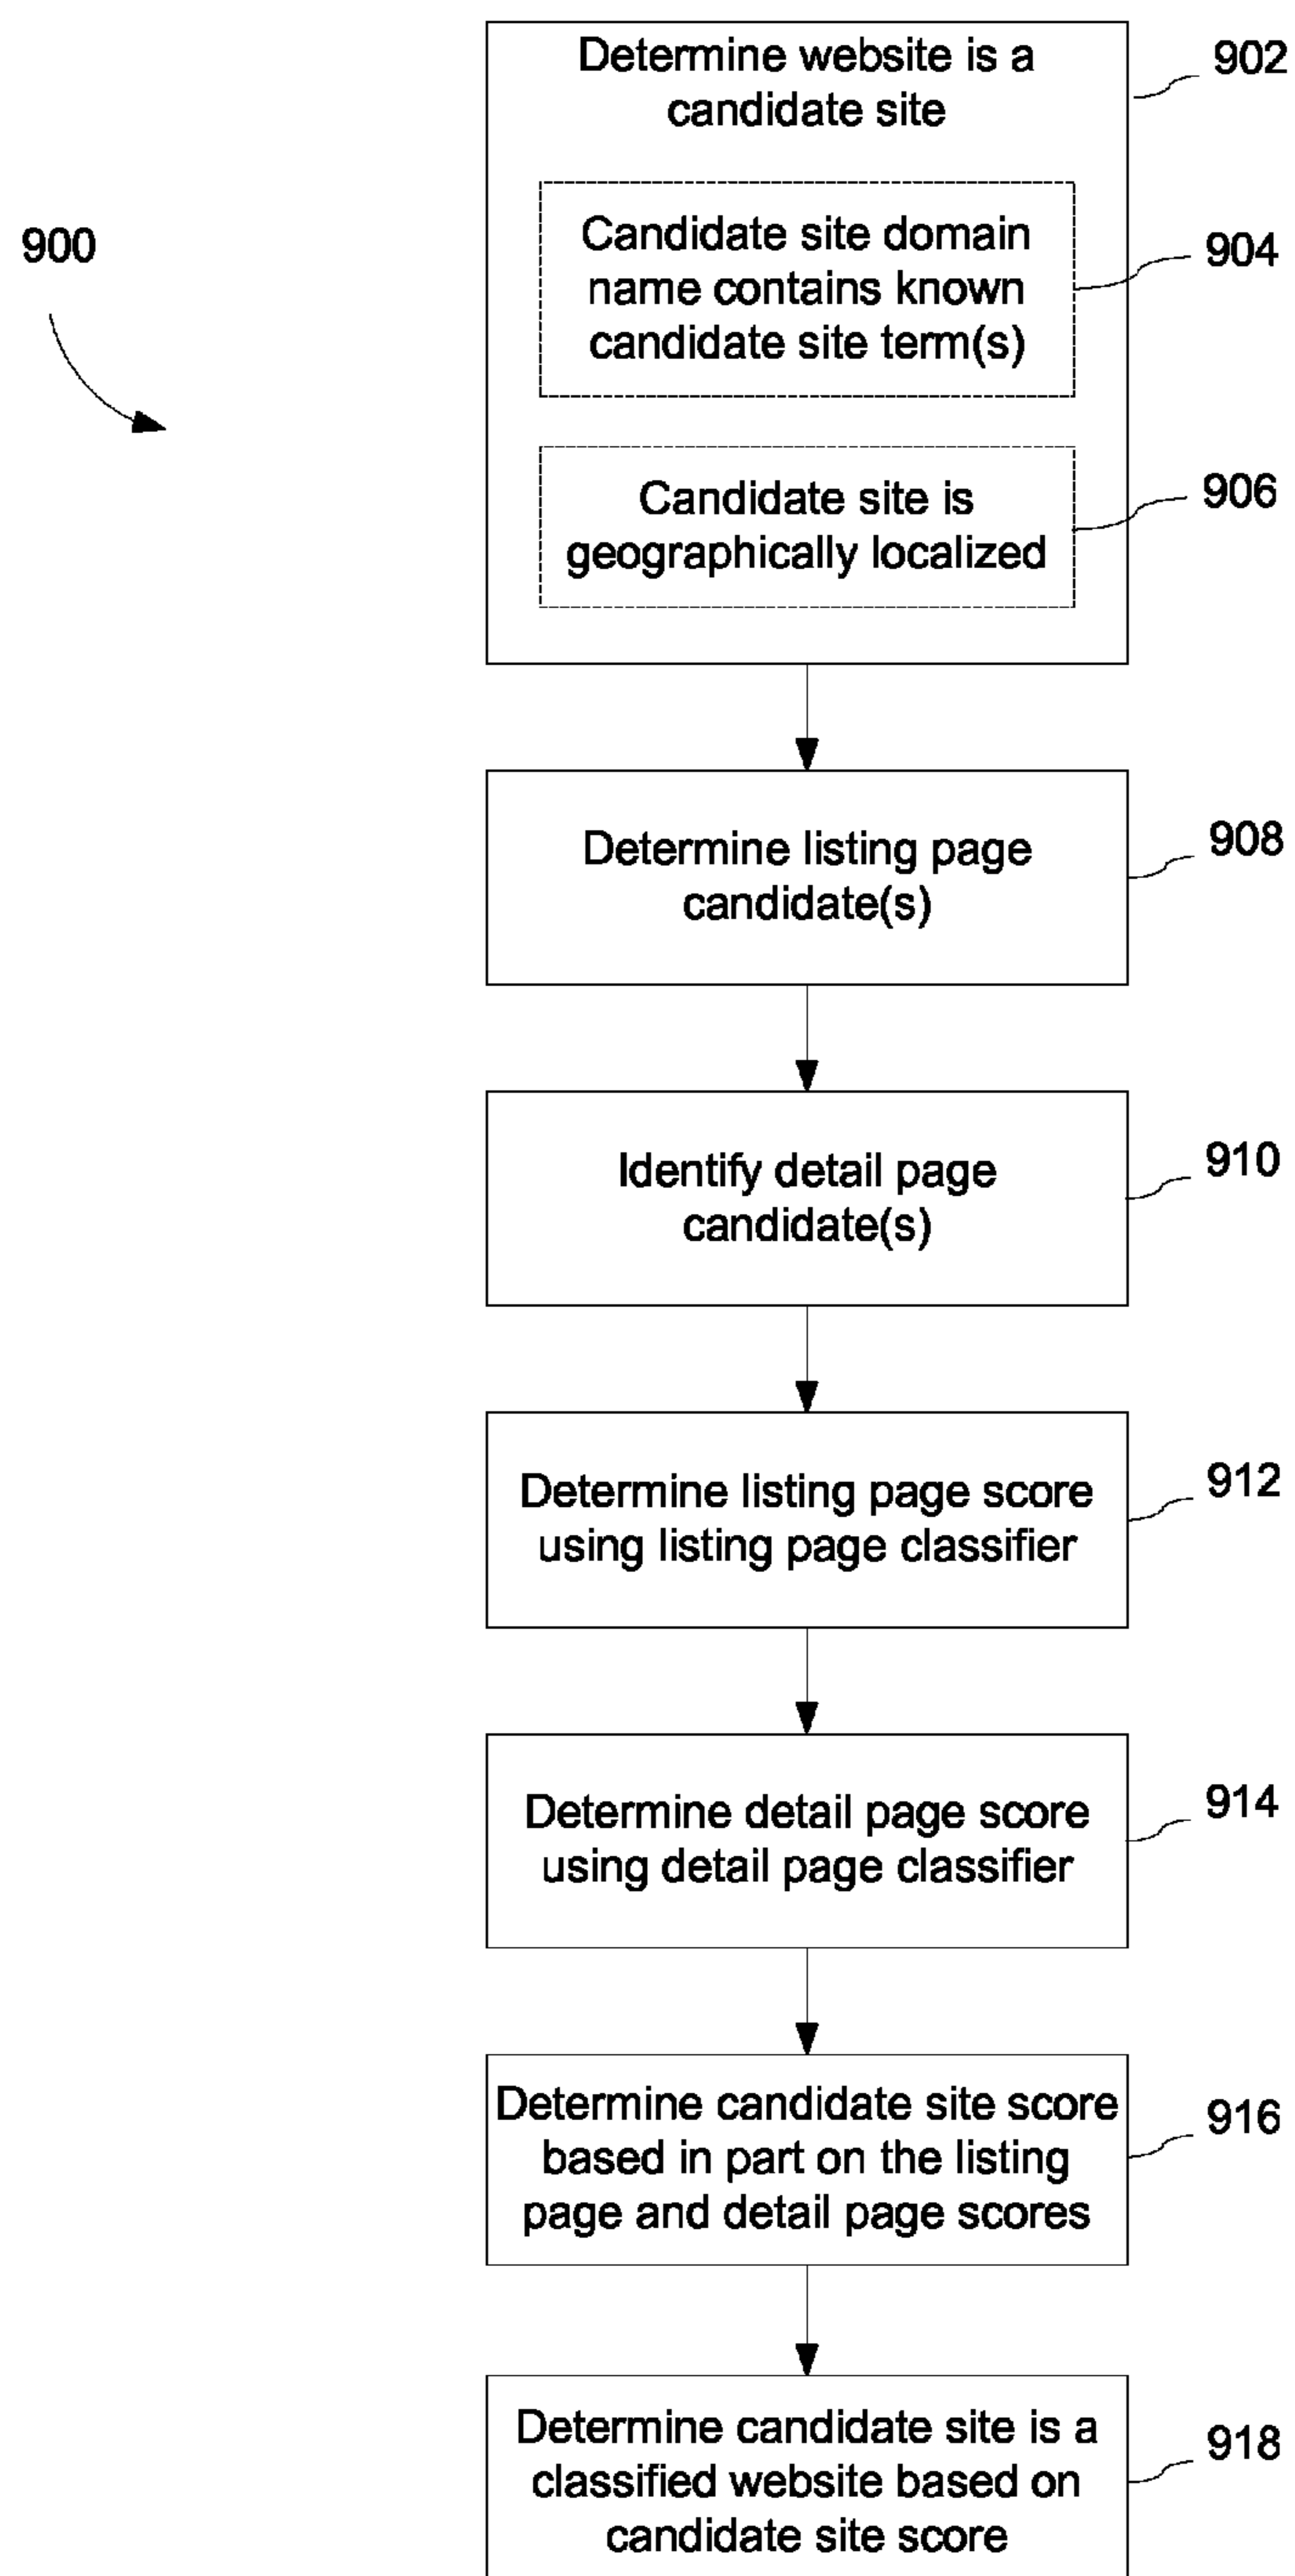 Determine website is a
candidate site
902
900
Candidate site domain
name contains known
candidate site term(s)
904
Candidate site is
geographically localized
906
Determine listing page
candidate(s)
908
Identify detail page
candidate(s)
910
Determine listing page score
using listing page classifier
912
Determine detail page score
using detail page classifier
914
Determine candidate site score
based in part on the listing
page and detail page scores
916
Determine candidate site is a
classified website based on
candidate site score
918